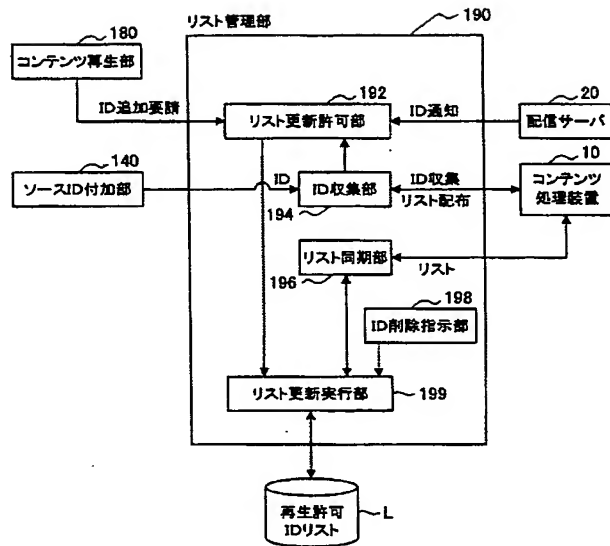 リスト管理部
190
180
コンテンツ再生部
ID追加要請
192
リスト更新許可部
ID通知
20
配信サーバ
140
ソースID付加部
ID
ID収集部
194
ID収集
リスト配布
10
コンテンツ
処理装置
リスト同期部
196
リスト
198
ID削除指示部
リスト更新実行部
199
再生許可
IDリスト
L